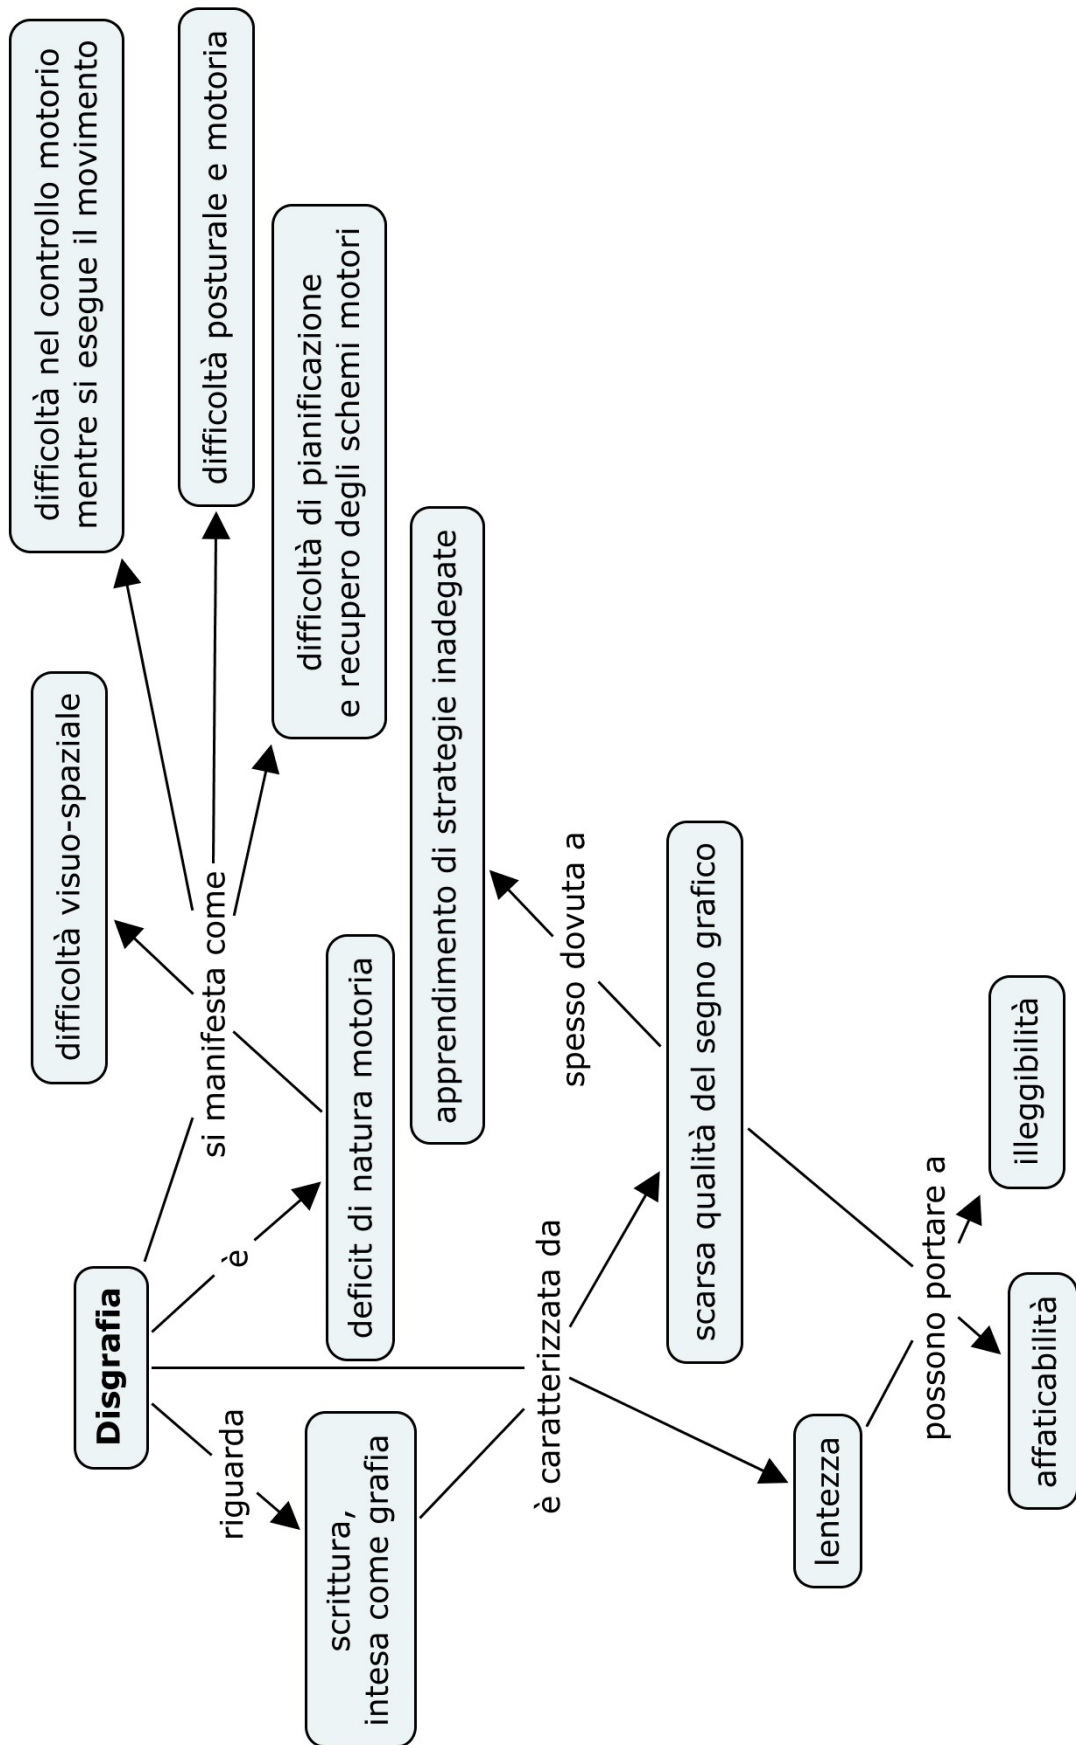 Disgrafia
riguarda
è
si manifesta come
scrittura,
intesa come grafia
deficit di natura motoria
difficoltà visuo-spaziale
difficoltà nel controllo motorio
mentre si esegue il movimento
difficoltà posturale e motoria
difficoltà di pianificazione
e recupero degli schemi motori
è caratterizzata da
lentezza
scarsa qualità del segno grafico
spesso dovuta a
apprendimento di strategie inadegate
possono portare a
affaticabilità
illeggibilità